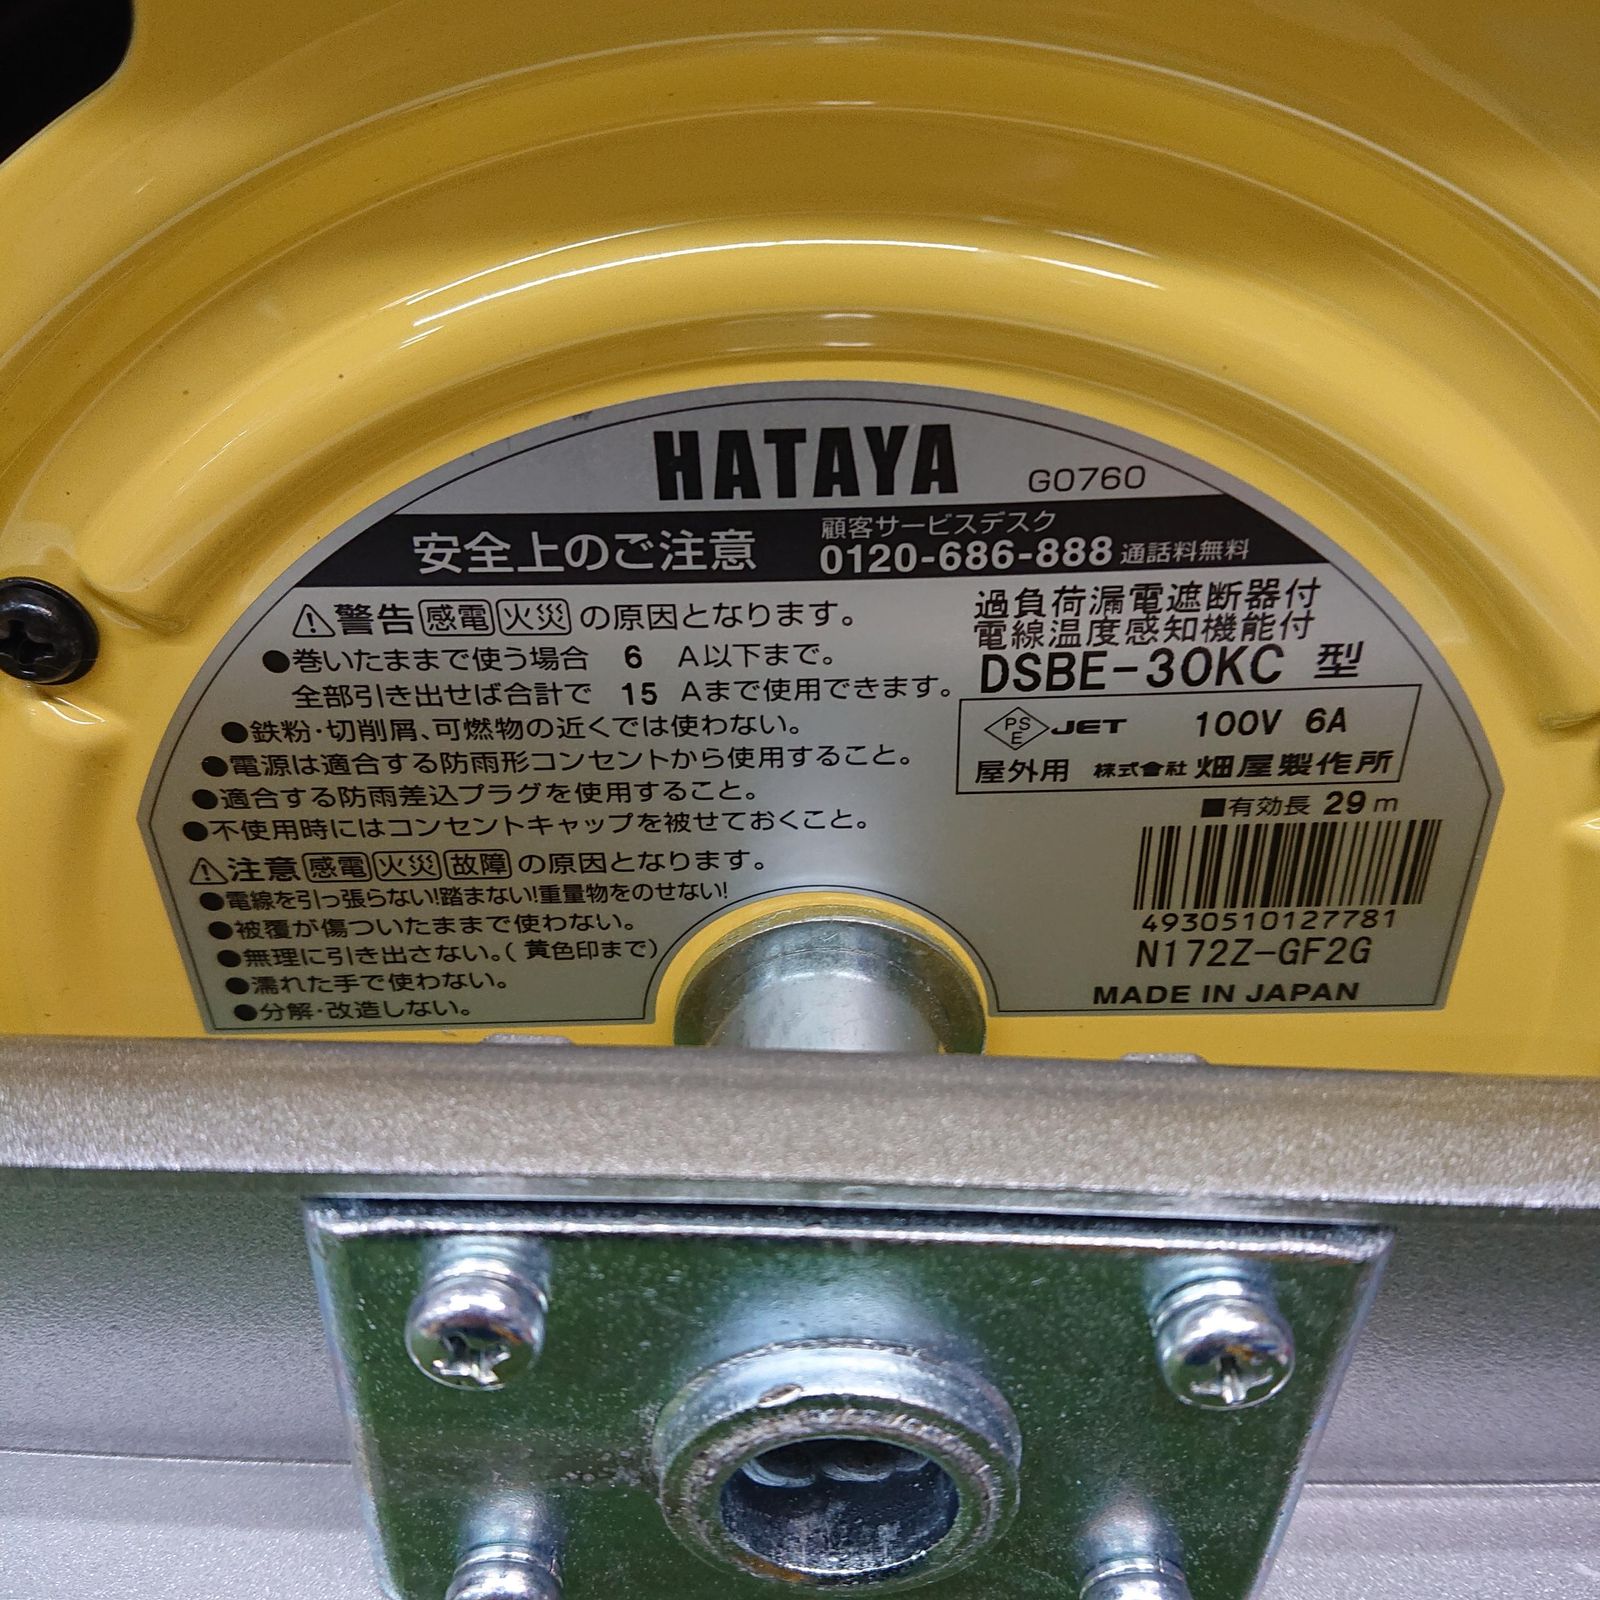 HATAYA
G0760
安全上のご注意
顧客サービスデスク
0120-686-888 通話料無料
⚠警告 感電 火災 の原因となります。
●巻いたままで使う場合 6 A以下まで。
全部引き出せば合計で 15 Aまで使用できます。
●鉄粉・切削屑、可燃物の近くでは使わない。
●電源は適合する防雨形コンセントから使用すること。
●適合する防雨差込プラグを使用すること。
●不使用時にはコンセントキャップを被せておくこと。
⚠注意 感電 火災 故障 の原因となります。
●電線を引っ張らない!踏まない!重量物をのせない!
●被覆が傷ついたままで使わない。
●無理に引き出さない。(黄色印まで)
●濡れた手で使わない。
●分解・改造しない。
過負荷漏電遮断器付
電線温度感知機能付
DSBE-30KC 型
PSE JET 100V 6A
屋外用 株式会社 畑屋製作所
■有効長 29m
4930510127781
N172Z-GF2G
MADE IN JAPAN